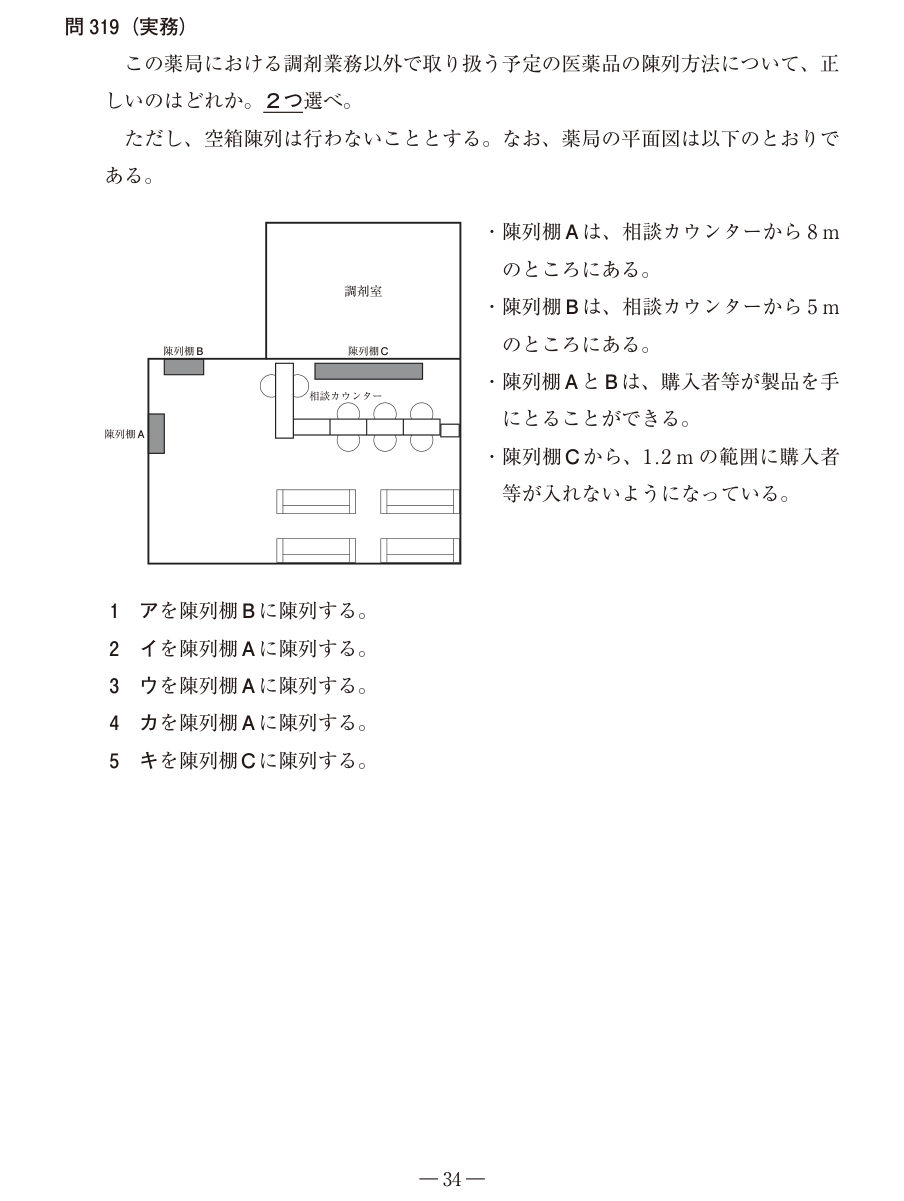 問 319（実務）
この薬局における調剤業務以外で取り扱う予定の医薬品の陳列方法について、正
しいのはどれか。２つ選べ。
ただし、空箱陳列は行わないこととする。なお、薬局の平面図は以下のとおりで
ある。
調剤室
陳列棚 B
陳列棚 C
相談カウンター
陳列棚 A
・陳列棚 A は、相談カウンターから 8 m
のところにある。
・陳列棚 B は、相談カウンターから 5 m
のところにある。
・陳列棚 A と B は、購入者等が製品を手
にとることができる。
・陳列棚 C から、1.2 m の範囲に購入者
等が入れないようになっている。
1 アを陳列棚 B に陳列する。
2 イを陳列棚 A に陳列する。
3 ウを陳列棚 A に陳列する。
4 カを陳列棚 A に陳列する。
5 キを陳列棚 C に陳列する。
— 34 —